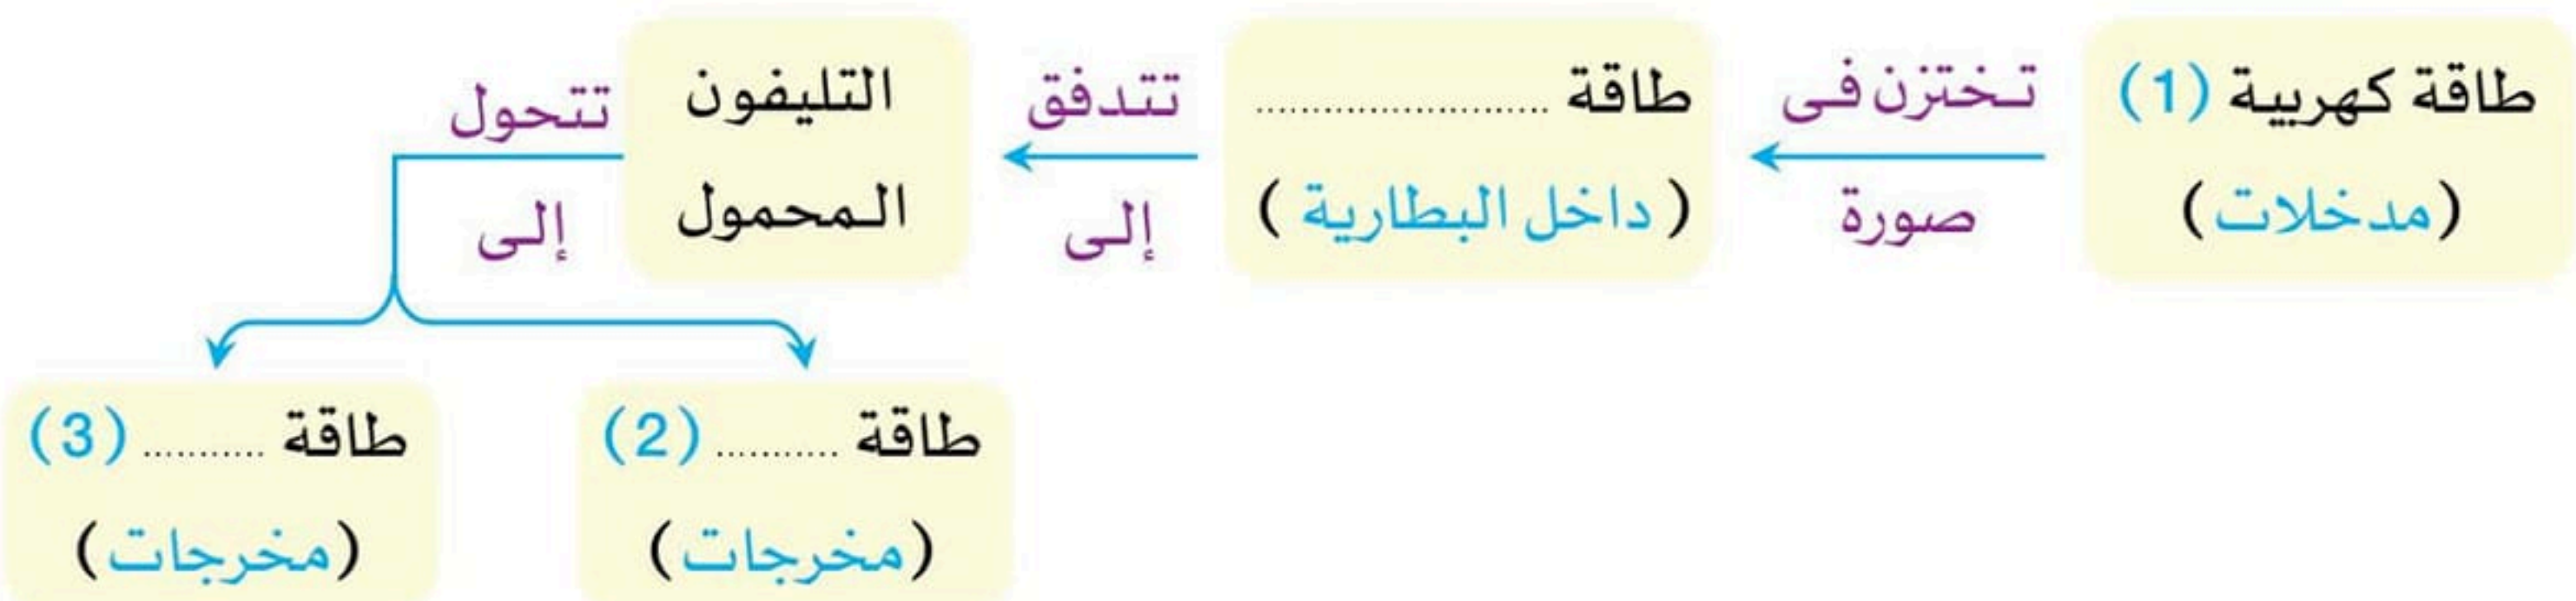 طاقة كهربية (1)
(مدخلات)
تختزن فى
صورة
طاقة ..........................
(داخل البطارية )
تتدفق
إلى
التليفون
المحمول
تتحول
إلى
طاقة ........... (2)
(مخرجات)
طاقة ........... (3)
(مخرجات)